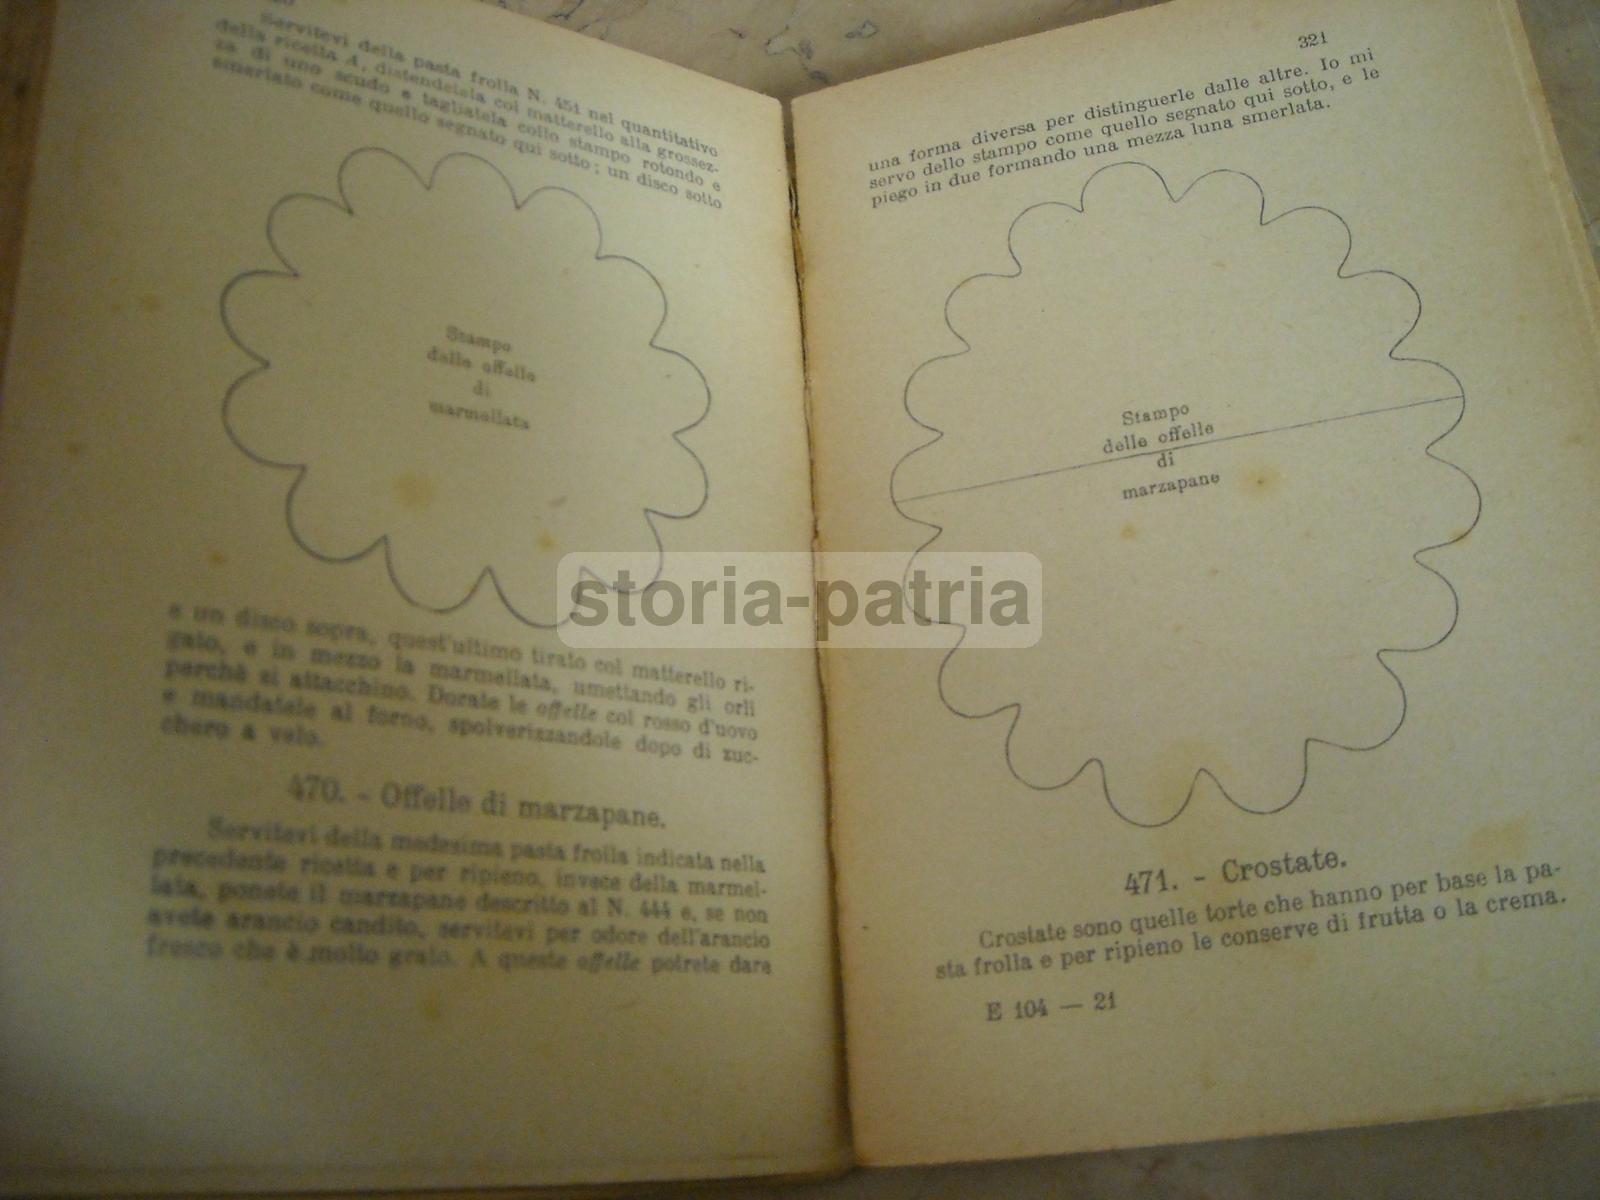 Servitevi della pasta frolla N. 451 nel quantitativo
della ricetta A, distendetela col matterello alla grossez-
za di uno scudo e tagliatela collo stampo rotondo e
smerlato come quello segnato qui sotto; un disco sotto
Stampo
delle offelle
di
marmellata
e un disco sopra, quest'ultimo tirato col matterello ri-
gato, e in mezzo la marmellata, umettando gli orli
perchè si attacchino. Dorate le offelle col rosso d'uovo
e mandatele al forno, spolverizzandole dopo di zuc-
chero a velo.
470. - Offelle di marzapane.
Servitevi della medesima pasta frolla indicata nella
precedente ricetta e per ripieno, invece della marmel-
lata, ponete il marzapane descritto al N. 444 e, se non
avete arancio candito, servitevi per odore dell'arancio
fresco che è molto grato. A queste offelle potrete dare
321
una forma diversa per distinguerle dalle altre. Io mi
servo dello stampo come quello segnato qui sotto, e le
piego in due formando una mezza luna smerlata.
Stampo
delle offelle
di
marzapane
471. - Crostate.
Crostate sono quelle torte che hanno per base la pa-
sta frolla e per ripieno le conserve di frutta o la crema.
E 104 — 21
storia-patria